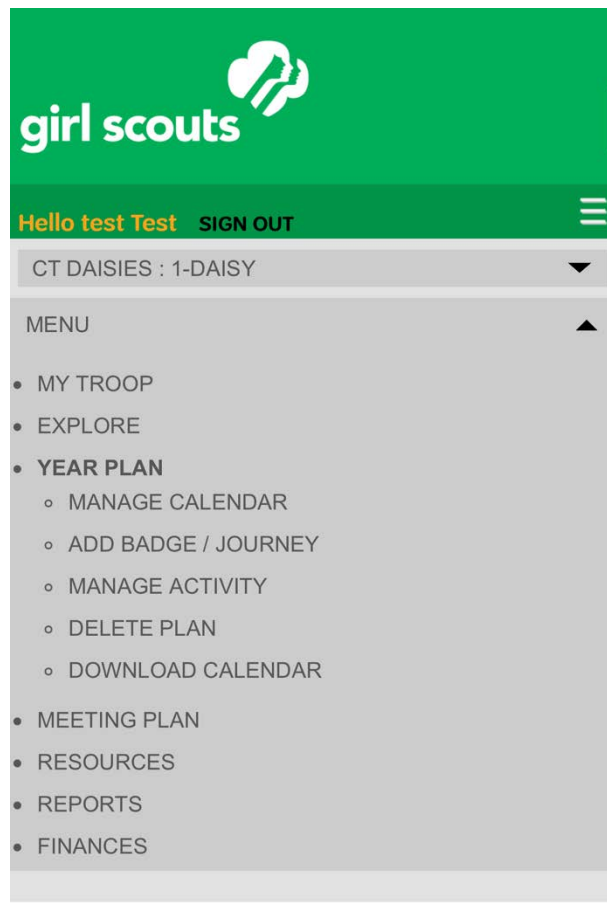 girl scouts
Hello test Test SIGN OUT
CT DAISIES : 1-DAISY
MENU
MY TROOP
EXPLORE
YEAR PLAN
MANAGE CALENDAR
ADD BADGE / JOURNEY
MANAGE ACTIVITY
DELETE PLAN
DOWNLOAD CALENDAR
MEETING PLAN
RESOURCES
REPORTS
FINANCES